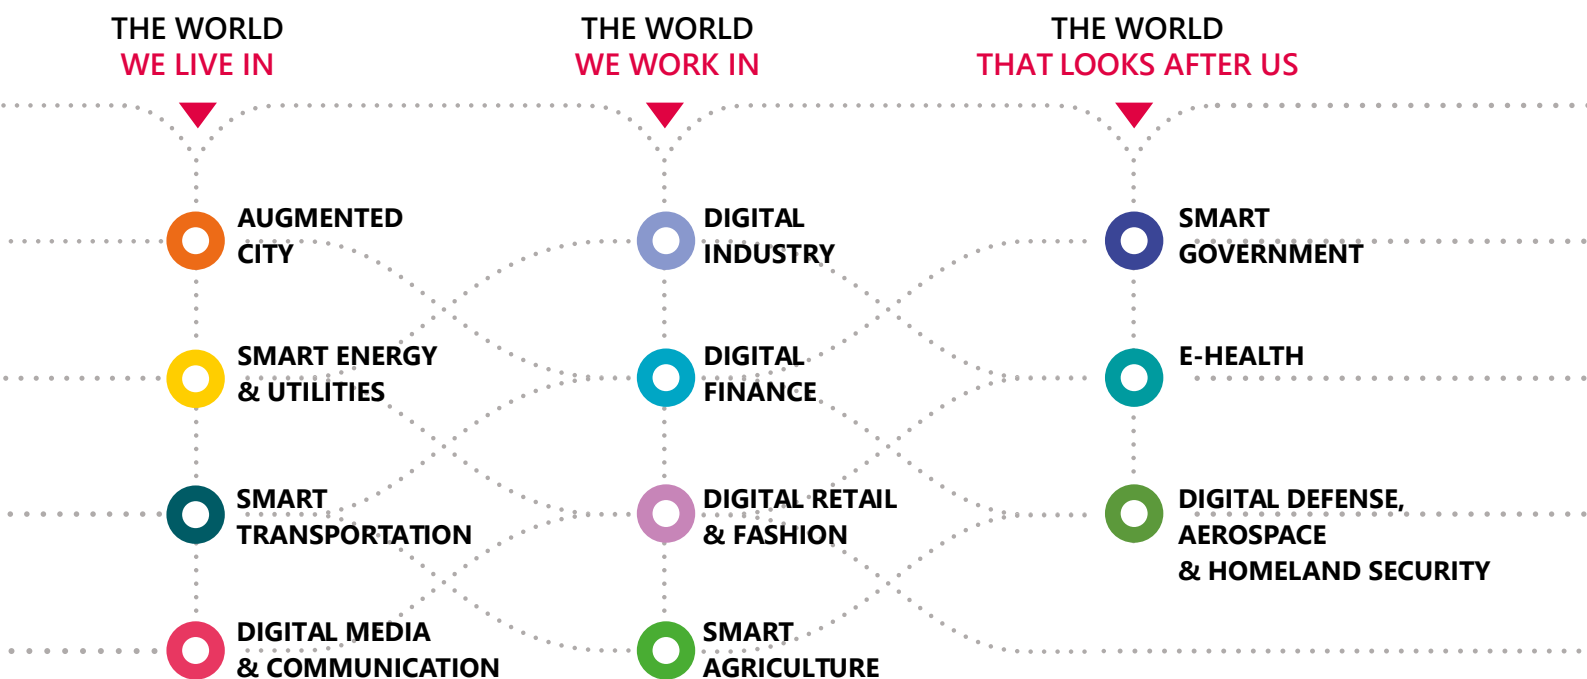 THE WORLD
WE LIVE IN
AUGMENTED
CITY
SMART ENERGY
& UTILITIES
SMART
TRANSPORTATION
DIGITAL MEDIA
& COMMUNICATION
THE WORLD
WE WORK IN
DIGITAL
INDUSTRY
DIGITAL
FINANCE
DIGITAL RETAIL
& FASHION
SMART
AGRICULTURE
THE WORLD
THAT LOOKS AFTER US
SMART
GOVERNMENT
E-HEALTH
DIGITAL DEFENSE,
AEROSPACE
& HOMELAND SECURITY